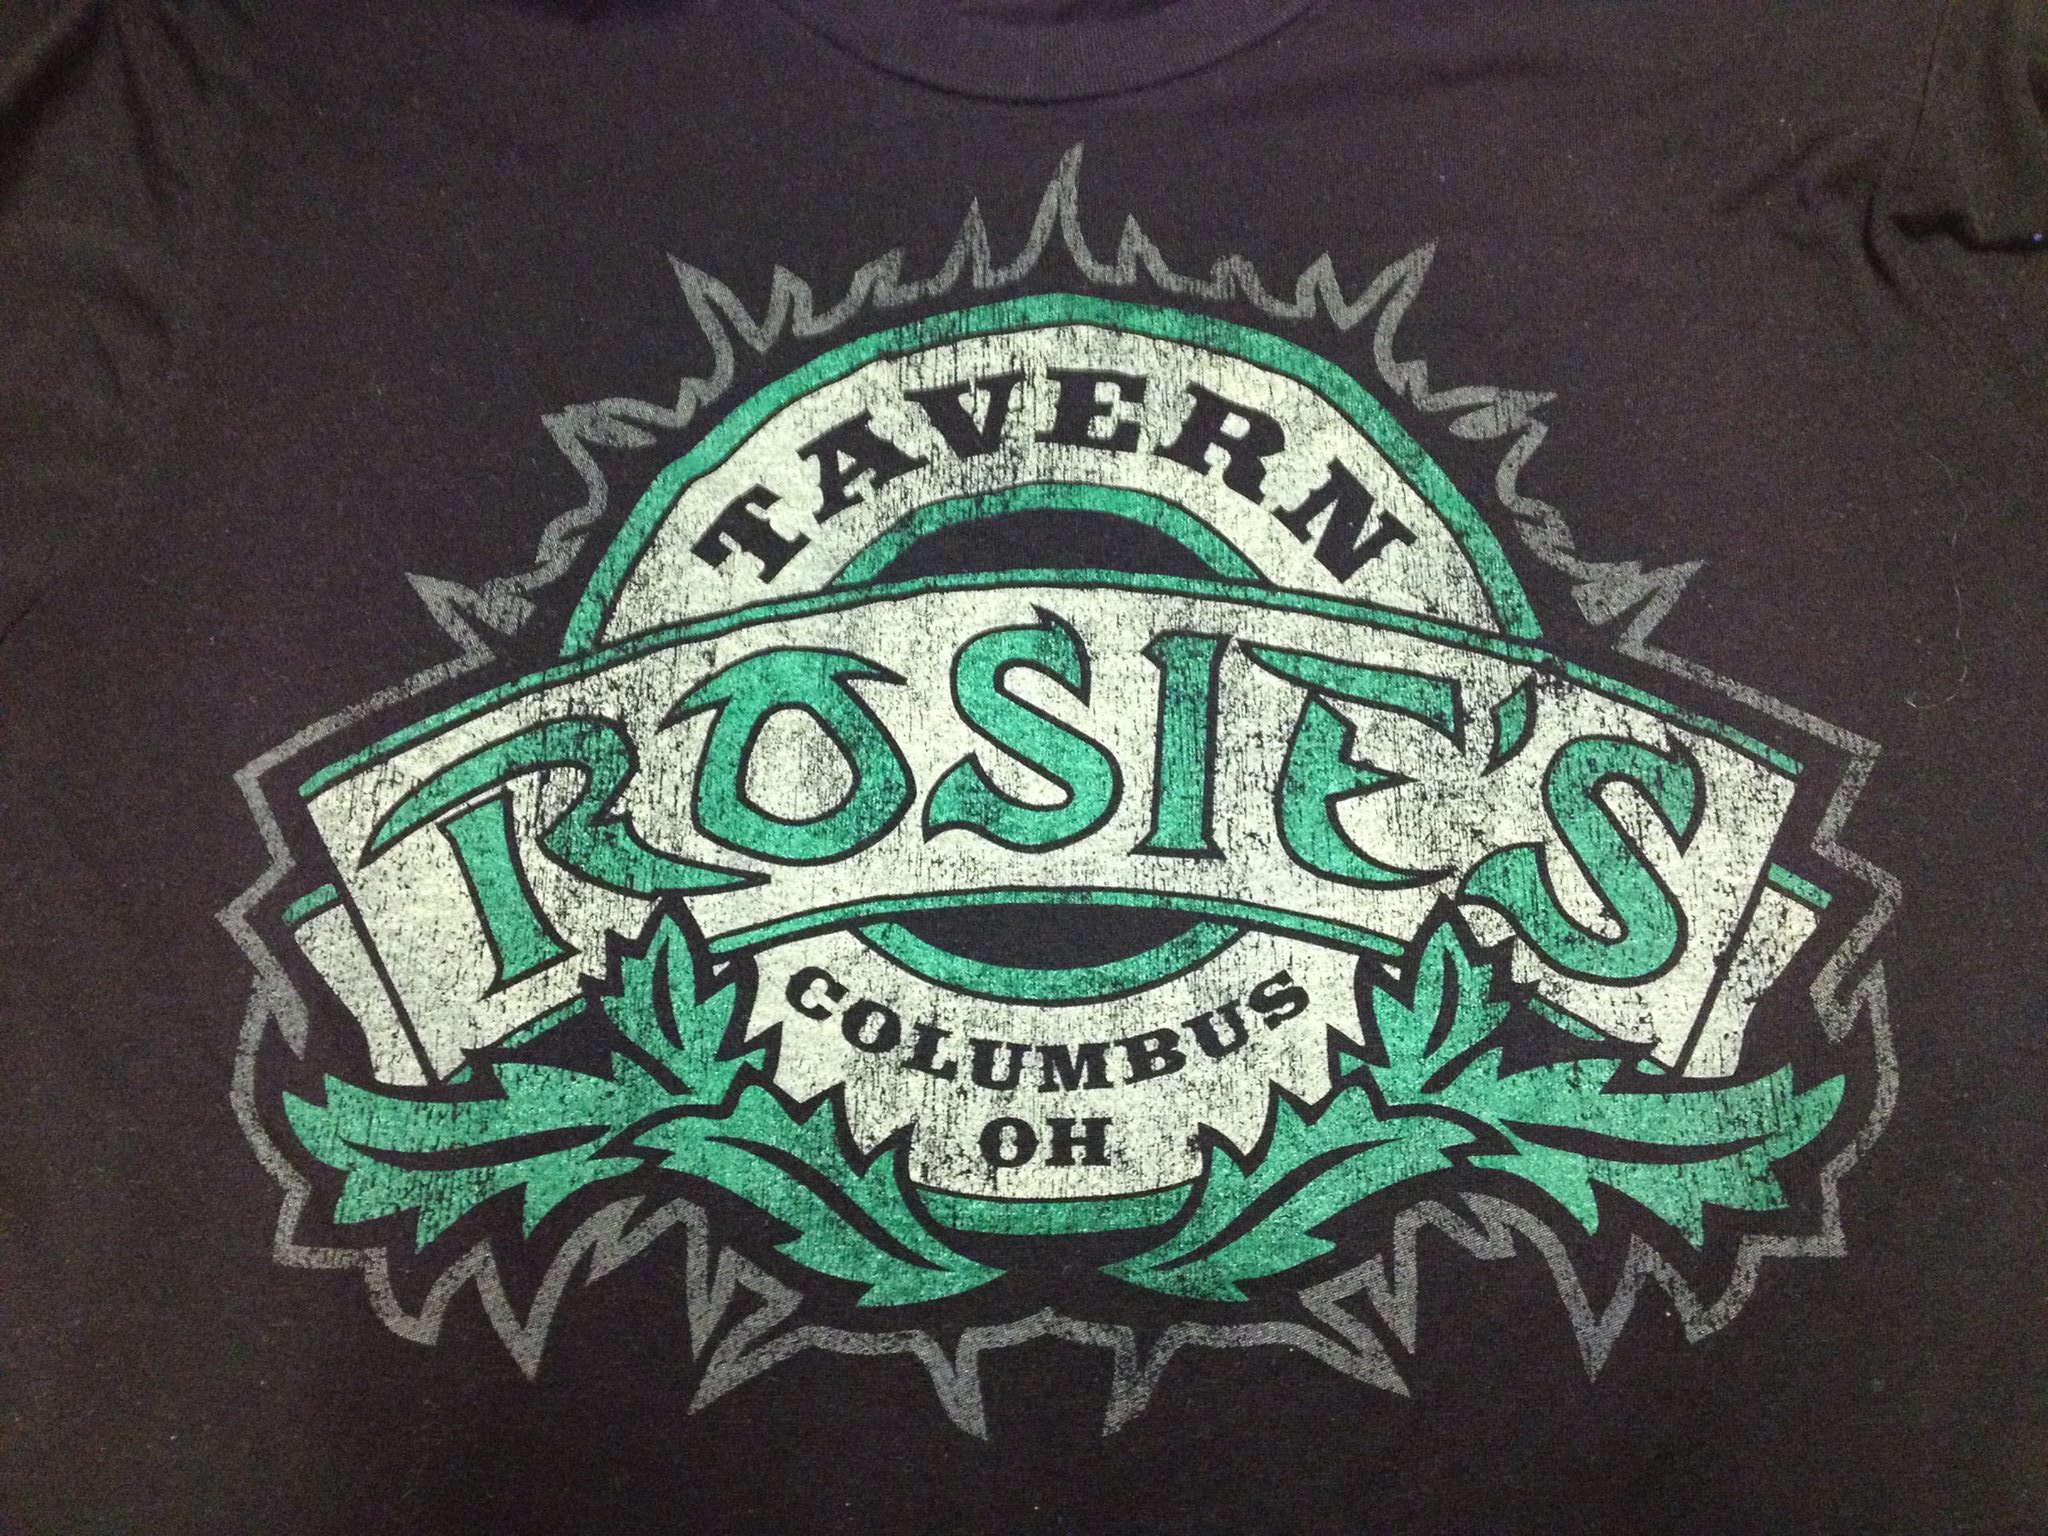 TAVERN
ROSIE'S
COLUMBUS
OH